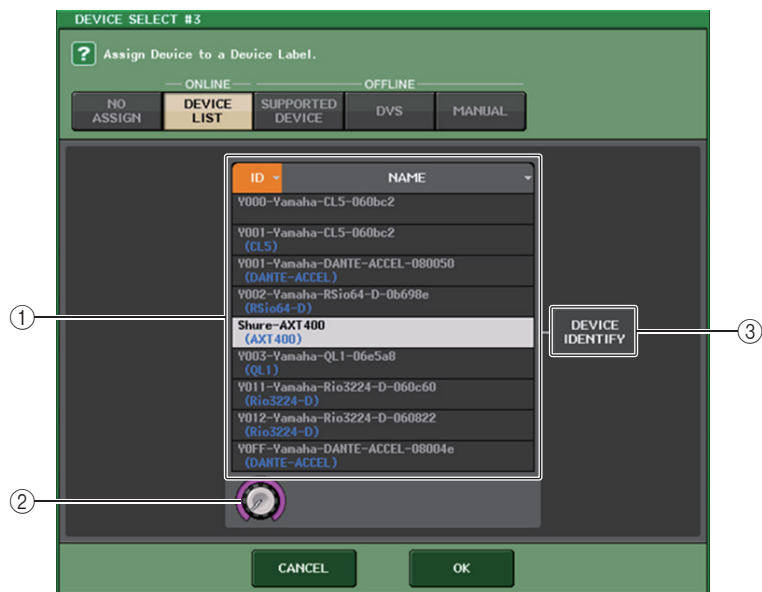 DEVICE SELECT #3
? Assign Device to a Device Label.
ONLINE OFFLINE
NO ASSIGN DEVICE LIST SUPPORTED DEVICE DVS MANUAL
ID NAME
Y000-Yamaha-CL5-060bc2
Y001-Yamaha-CL5-060bc2
(CL5)
Y001-Yamaha-DANTE-ACCEL-080050
(DANTE-ACCEL)
Y002-Yamaha-RSio64-D-0b698e
(RSio64-D)
① Shure-AXT400 DEVICE IDENTIFY ③
(AXT400)
Y003-Yamaha-QL1-06e5a8
(QL1)
Y011-Yamaha-Rio3224-D-060c60
(Rio3224-D)
Y012-Yamaha-Rio3224-D-060822
(Rio3224-D)
Y0FF-Yamaha-DANTE-ACCEL-08004e
(DANTE-ACCEL)
②
CANCEL OK